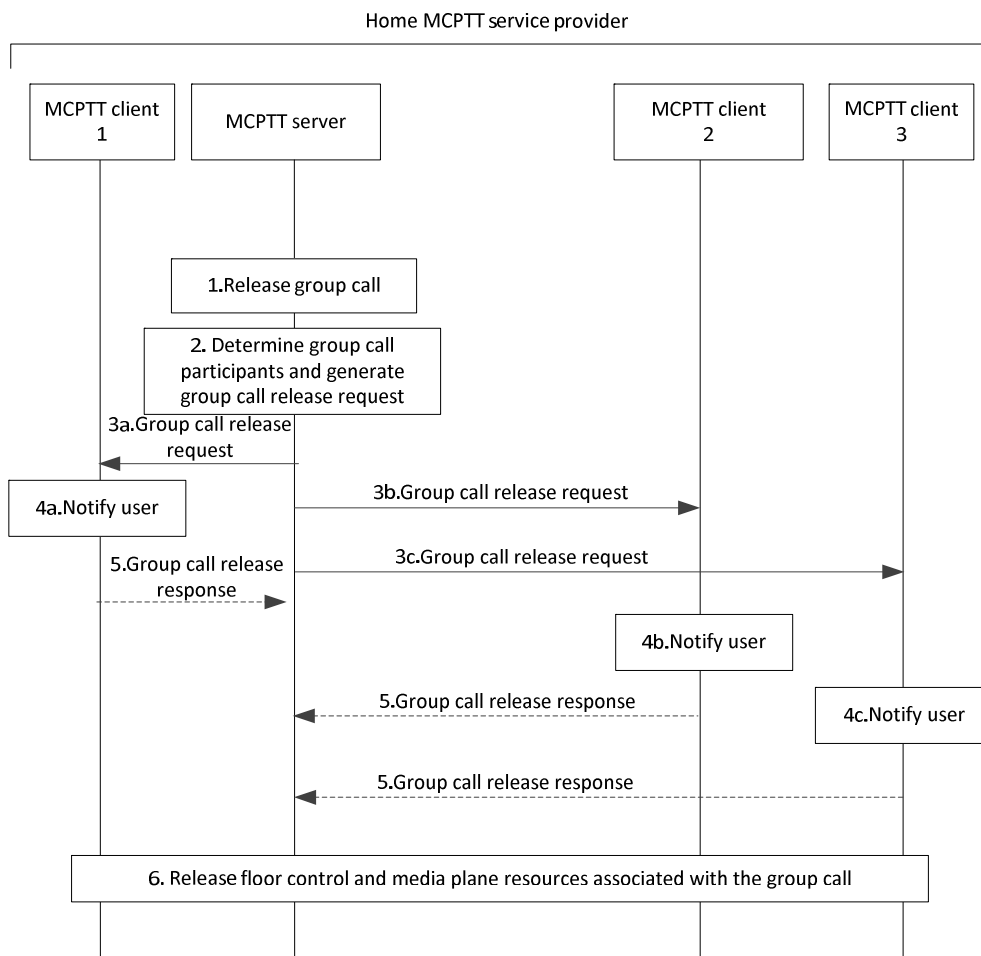 Home MCPTT service provider
MCPTT client
1
MCPTT server
MCPTT client
2
MCPTT client
3
1.Release group call
2. Determine group call
participants and generate
group call release request
3a.Group call release
request
4a.Notify user
3b.Group call release request
5.Group call release
response
3c.Group call release request
4b.Notify user
5.Group call release response
4c.Notify user
5.Group call release response
6. Release floor control and media plane resources associated with the group call